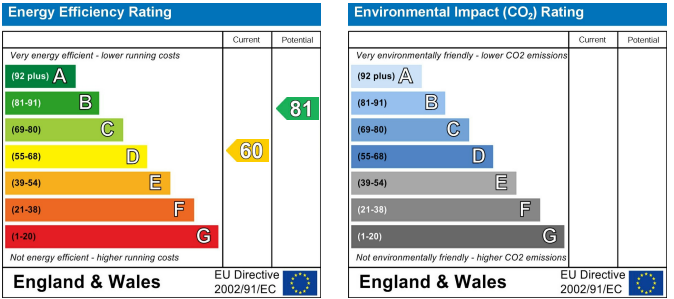 Energy Efficiency Rating
Current Potential
Very energy efficient - lower running costs
(92 plus) A
(81-91) B
81
(69-80) C
(55-68) D
60
(39-54) E
(21-38) F
(1-20) G
Not energy efficient - higher running costs
England & Wales
EU Directive
2002/91/EC
Environmental Impact (CO₂) Rating
Current Potential
Very environmentally friendly - lower CO2 emissions
(92 plus) A
(81-91) B
(69-80) C
(55-68) D
(39-54) E
(21-38) F
(1-20) G
Not environmentally friendly - higher CO2 emissions
England & Wales
EU Directive
2002/91/EC